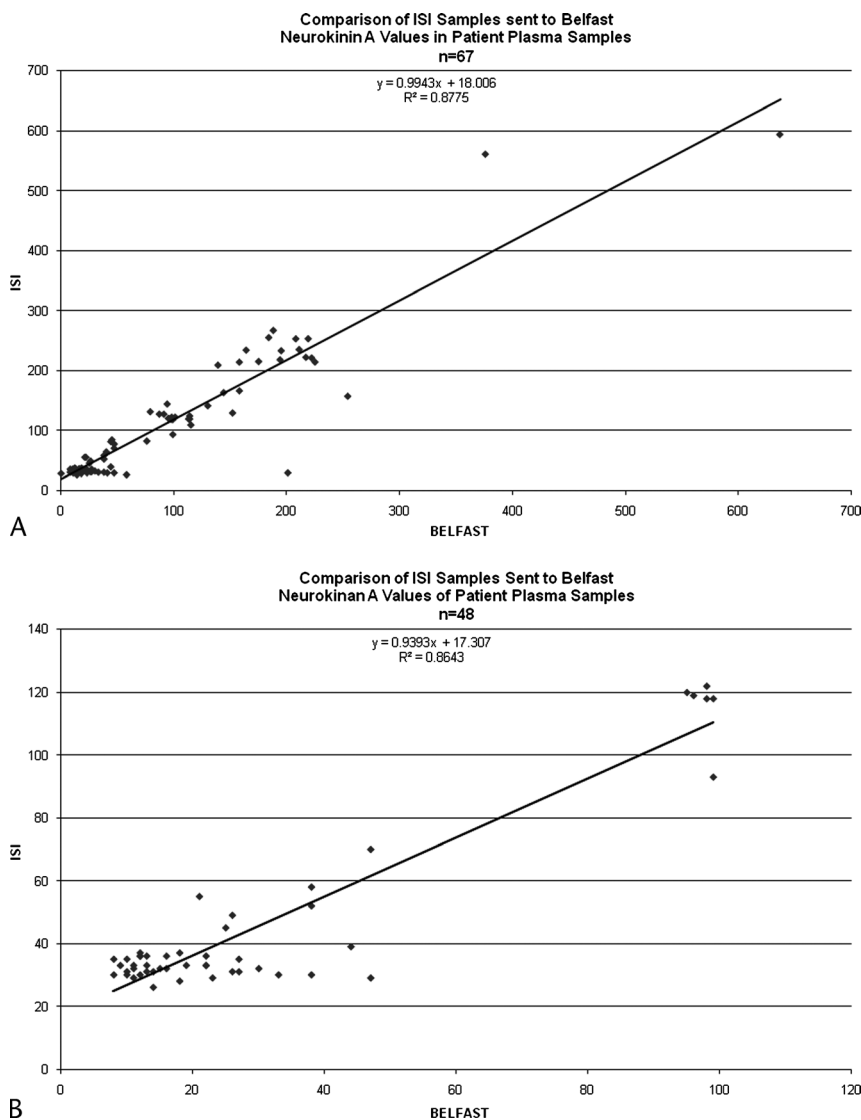 Comparison of ISI Samples sent to Belfast
Neurokinin A Values in Patient Plasma Samples
n=67
y = 0.9943x + 18.006
R² = 0.8775
700
600
500
400
300
200
100
0
ISI
0 100 200 300 400 500 600 700
BELFAST
A
Comparison of ISI Samples Sent to Belfast
Neurokinan A Values of Patient Plasma Samples
n=48
y = 0.9393x + 17.307
R² = 0.8643
140
120
100
80
60
40
20
0
ISI
0 20 40 60 80 100 120
BELFAST
B